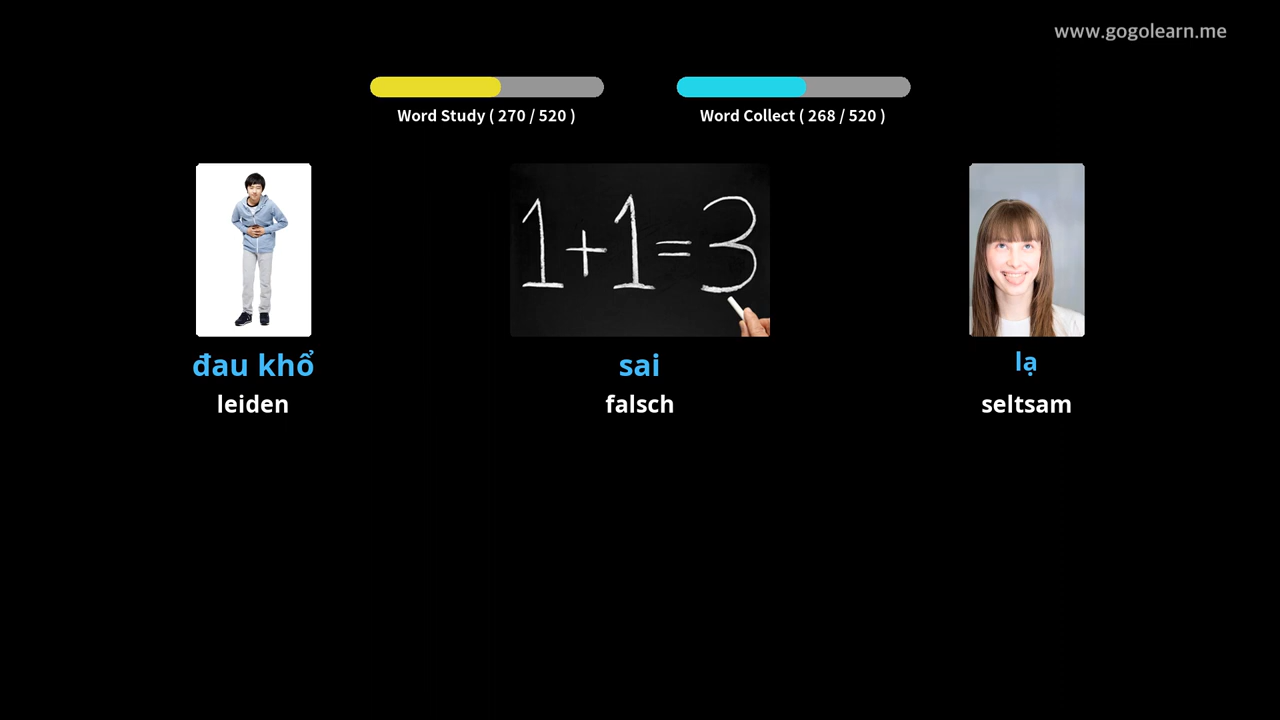 www.gogolearn.me
Word Study ( 270 / 520 )
Word Collect ( 268 / 520 )
1+1=3
đau khổ
sai
lạ
leiden
falsch
seltsam